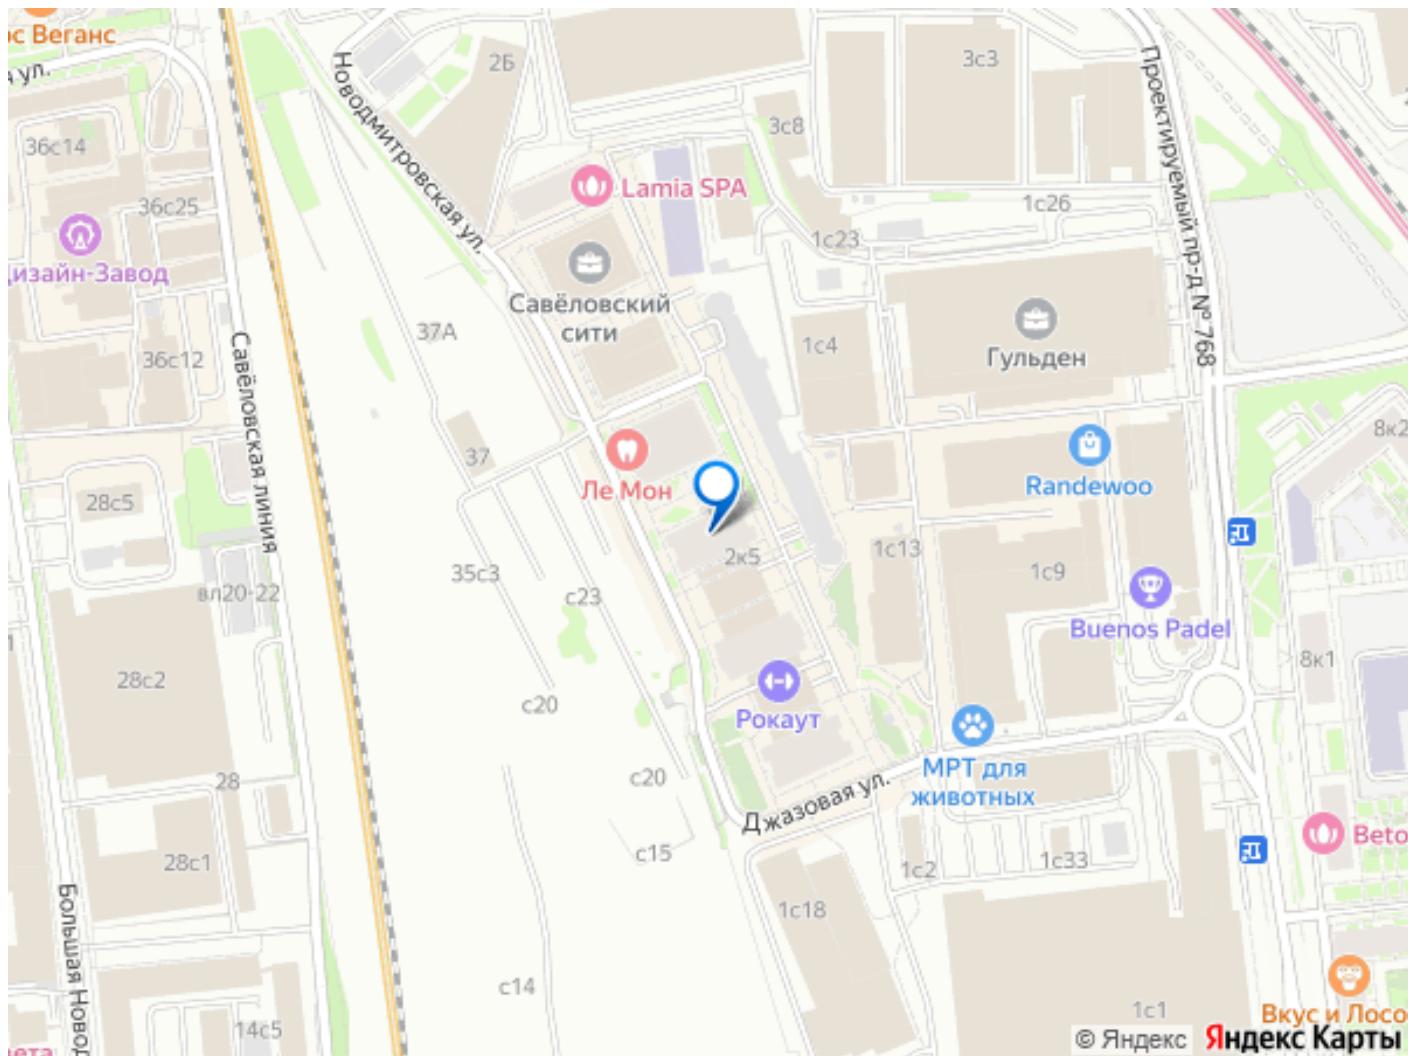 ос Веганс
я ул.
2Б
3с3
Новодмитровская ул.
Проектируемый пр-д № 768
36с14
3с8
Lamia SPA
36с25
1с26
Дизайн-Завод
1с23
Савёловский
сити
37А
Савёловская линия
36с12
1с4
Гульден
8к2
37
Ле Мон
Randewoo
28с5
2к5
1с13
1с9
35с3
вл20-22
с23
Buenos Padel
8к1
28с2
с20
Рокаут
28
с20
МРТ для
животных
Джазовая ул.
с15
28с1
1с2
1с33
Beto
Большая Новод
1с18
с14
14с5
1с1
Вкус и Лосо
© Яндекс
Яндекс Карты